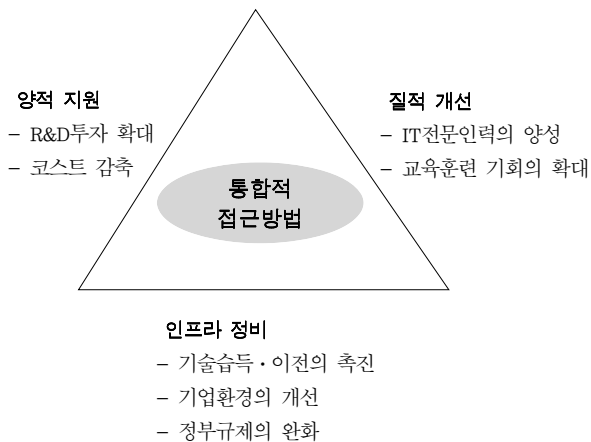 양적 지원
– R&D투자 확대
– 코스트 감축
질적 개선
– IT전문인력의 양성
– 교육훈련 기회의 확대
통합적
접근방법
인프라 정비
– 기술습득·이전의 촉진
– 기업환경의 개선
– 정부규제의 완화